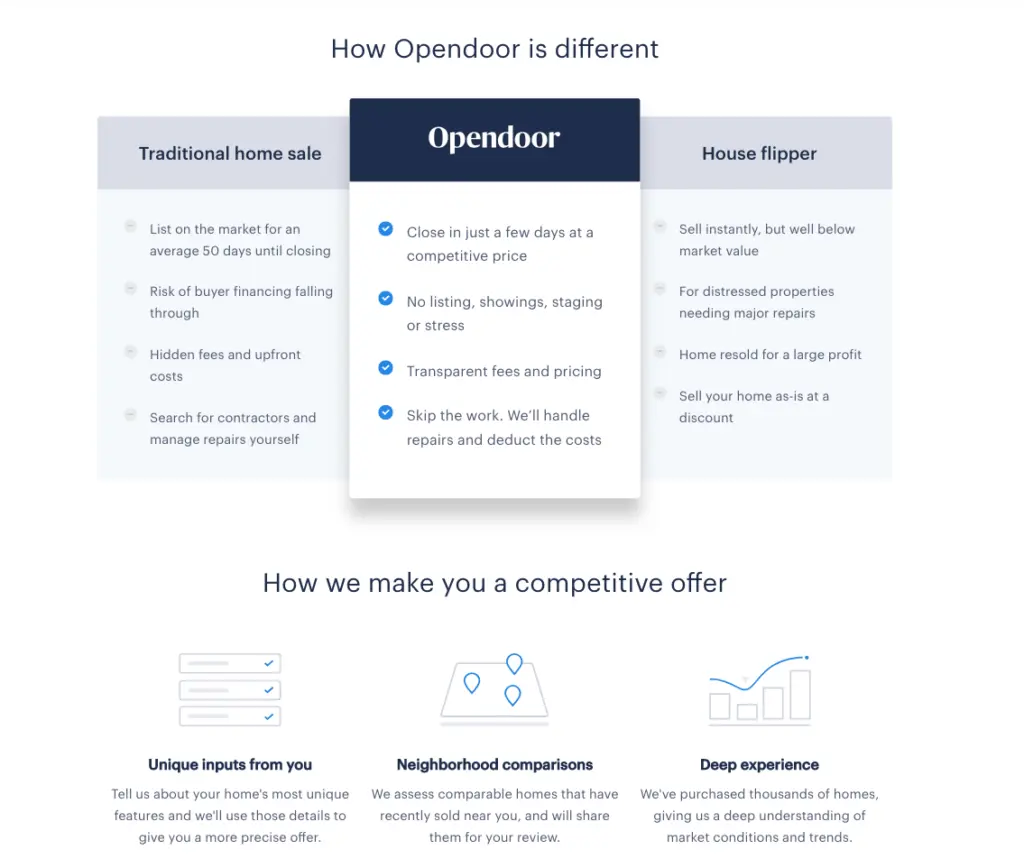 How Opendoor is different
Traditional home sale
List on the market for an
average 50 days until closing
Risk of buyer financing falling
through
Hidden fees and upfront
costs
Search for contractors and
manage repairs yourself
Opendoor
Close in just a few days at a
competitive price
No listing, showings, staging
or stress
Transparent fees and pricing
Skip the work. We’ll handle
repairs and deduct the costs
House flipper
Sell instantly, but well below
market value
For distressed properties
needing major repairs
Home resold for a large profit
Sell your home as-is at a
discount
How we make you a competitive offer
Unique inputs from you
Tell us about your home's most unique
features and we'll use those details to
give you a more precise offer.
Neighborhood comparisons
We assess comparable homes that have
recently sold near you, and will share
them for your review.
Deep experience
We've purchased thousands of homes,
giving us a deep understanding of
market conditions and trends.